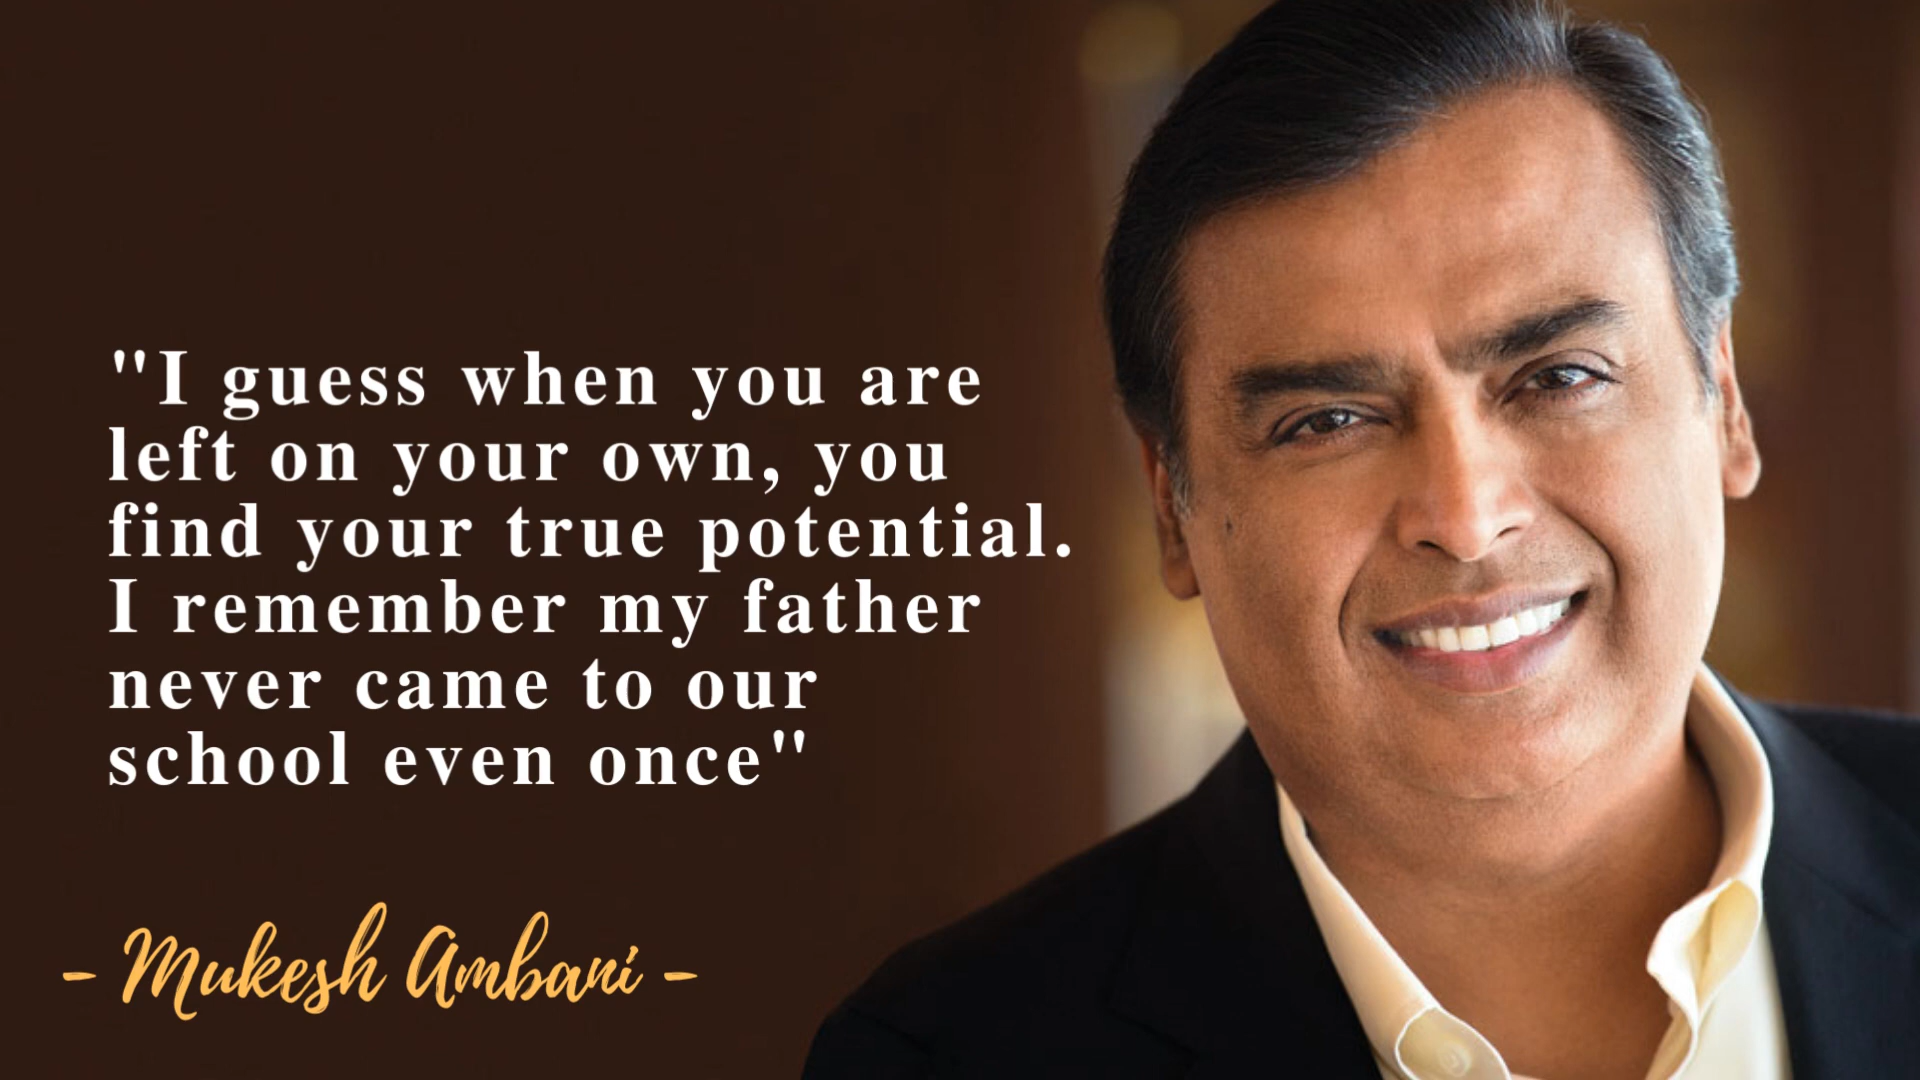 "I guess when you are
left on your own, you
find your true potential.
I remember my father
never came to our
school even once"
- Mukesh Ambani -